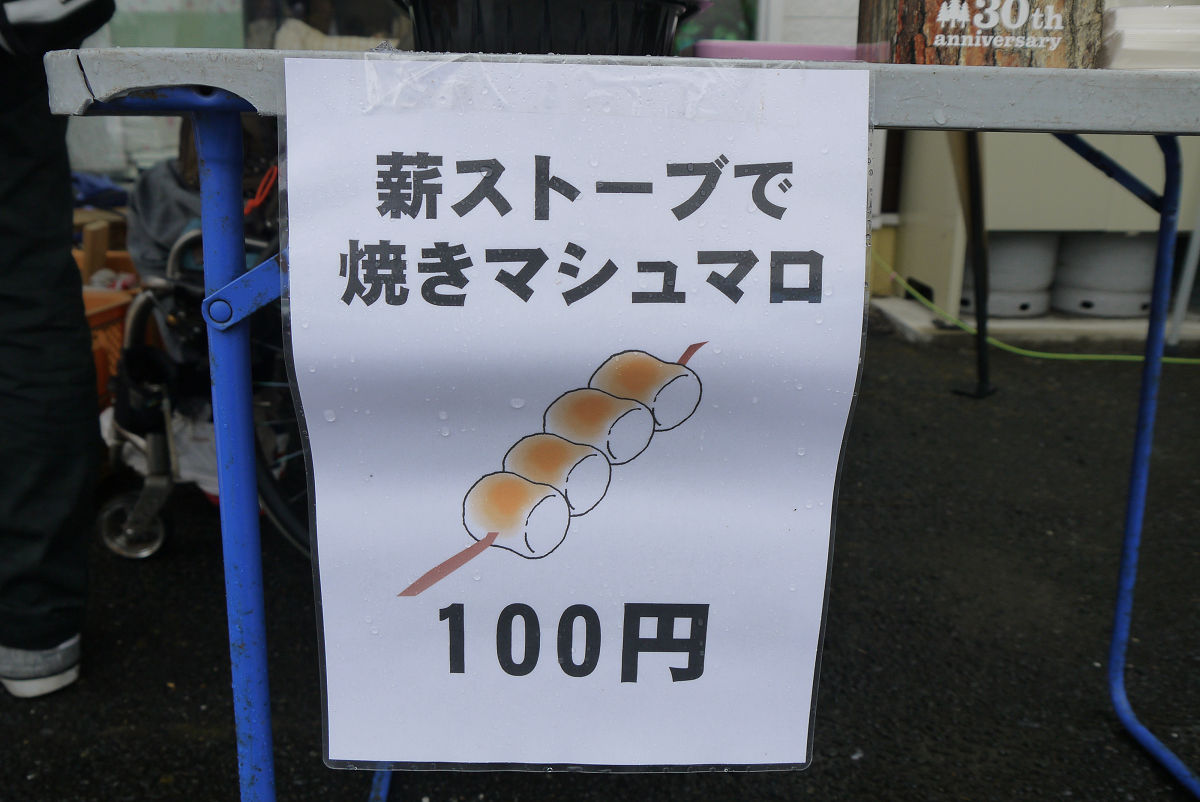 30th
anniversary
薪ストーブで
焼きマシュマロ
100円